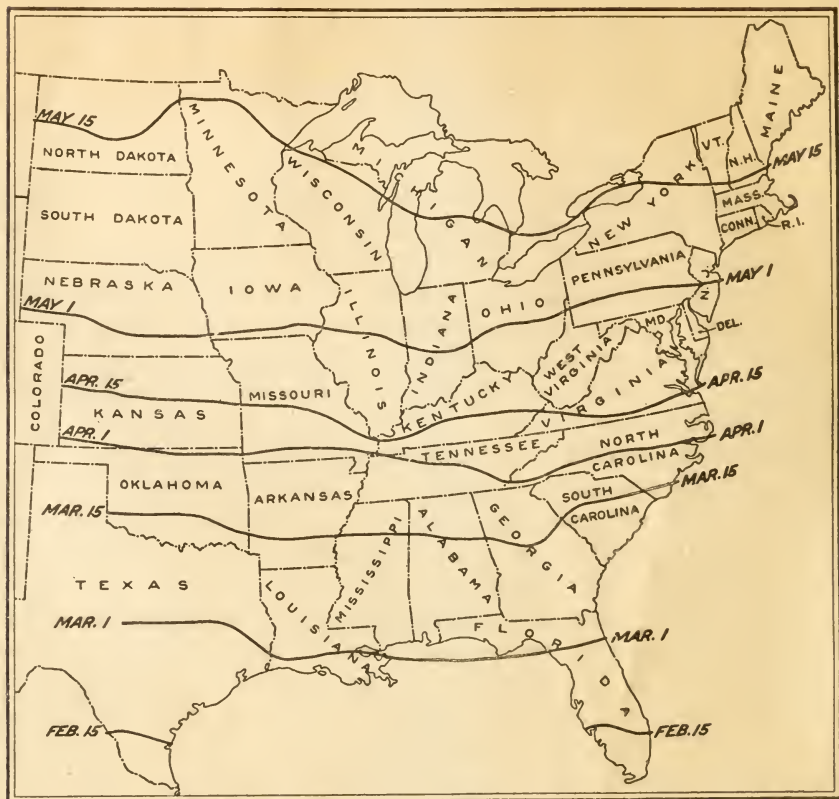 MAINE
MAY 15
VT.
N.H.
MAY 15
NORTH DAKOTA
MINNESOTA
WISCONSIN
MICHIGAN
MASS.
NEW YORK
CONN.
R.I.
SOUTH DAKOTA
PENNSYLVANIA
MAY 1
NEBRASKA
IOWA
ILLINOIS
INDIANA
OHIO
N.J.
MAY 1
MD.
DEL.
COLORADO
WEST
VIRGINIA
VIRGINIA
APR. 15
MISSOURI
KENTUCKY
APR. 15
KANSAS
APR. 1
TENNESSEE
NORTH
CAROLINA
APR. 1
OKLAHOMA
ARKANSAS
MAR. 15
SOUTH
CAROLINA
MAR. 15
MISSISSIPPI
ALABAMA
GEORGIA
TEXAS
LOUISIANA
MAR. 1
FLORIDA
MAR. 1
FEB. 15
FEB. 15